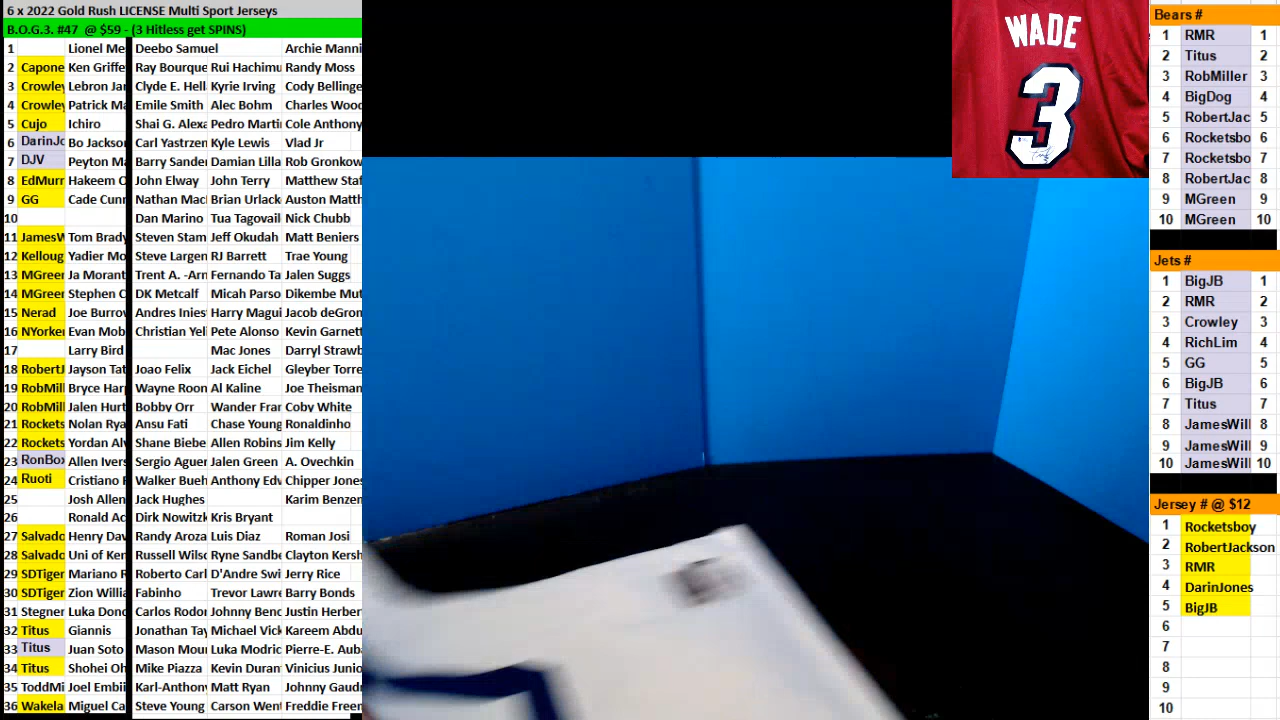 6 x 2022 Gold Rush LICENSE Multi Sport Jerseys
B.O.G.3. #47 @ $59 - (3 Hitless get SPINS)
1 Lionel Me Deebo Samuel Archie Manni
2 Capone Ken Griffe Ray Bourque Rui Hachimu Randy Moss
3 Crowley Lebron Jar Clyde E. Hell Kyrie Irving Cody Bellinge
4 Crowley Patrick Ma Emile Smith Alec Bohm Charles Wood
5 Cujo Ichiro Shai G. Alexa Pedro Marti Cole Anthony
6 DarinJo Bo Jackson Carl Yastrzen Kyle Lewis Vlad Jr
7 DJV Peyton Ma Barry Sander Damian Lilla Rob Gronkow
8 EdMurr Hakeem O John Elway John Terry Matthew Staf
9 GG Cade Cunn Nathan Mac Brian Urlack Auston Matth
10 Dan Marino Tua Tagovail Nick Chubb
11 JamesW Tom Brady Steven Stam Jeff Okudah Matt Beniers
12 Kelloug Yadier Mo Steve Largen RJ Barrett Trae Young
13 MGreen Ja Morant Trent A. -Arn Fernando Ta Jalen Suggs
14 MGreen Stephen C DK Metcalf Micah Parso Dikembe Mut
15 Nerad Joe Burrow Andres Inies Harry Magui Jacob deGron
16 NYorker Evan Mob Christian Yeli Pete Alonso Kevin Garnett
17 Larry Bird Mac Jones Darryl Strawb
18 RobertJ Jayson Tat Joao Felix Jack Eichel Gleyber Torre
19 RobMill Bryce Harp Wayne Roon Al Kaline Joe Theisman
20 RobMill Jalen Hurt Bobby Orr Wander Fran Coby White
21 Rockets Nolan Rya Ansu Fati Chase Young Ronaldinho
22 Rockets Yordan Alv Shane Biebe Allen Robins Jim Kelly
23 RonBox Allen Ivers Sergio Aguer Jalen Green A. Ovechkin
24 Ruoti Cristiano R Walker Bueh Anthony Edv Chipper Jones
25 Josh Allen Jack Hughes Karim Benzen
26 Ronald Ac Dirk Nowitzk Kris Bryant
27 Salvado Henry Dav Randy Aroza Luis Diaz Roman Josi
28 Salvado Uni of Ken Russell Wilso Ryne Sandbe Clayton Kersh
29 SDTiger Mariano R Roberto Carl D'Andre Swi Jerry Rice
30 SDTiger Zion Willia Fabinho Trevor Lawre Barry Bonds
31 Stegner Luka Donc Carlos Rodor Johnny Benc Justin Herber
32 Titus Giannis Jonathan Tay Michael Vick Kareem Abdu
33 Titus Juan Soto Mason Moun Luka Modric Pierre-E. Auba
34 Titus Shohei Oh Mike Piazza Kevin Duran Vinicius Junio
35 ToddMi Joel Embii Karl-Anthon Matt Ryan Johnny Gaudr
36 Wakela Miguel Ca Steve Young Carson Went Freddie Freen
WADE
3
Bears #
1 RMR 1
2 Titus 2
3 RobMiller 3
4 BigDog 4
5 RobertJac 5
6 Rocketsbo 6
7 Rocketsbo 7
8 RobertJac 8
9 MGreen 9
10 MGreen 10
Jets #
1 BigJB 1
2 RMR 2
3 Crowley 3
4 RichLim 4
5 GG 5
6 BigJB 6
7 Titus 7
8 JamesWill 8
9 JamesWill 9
10 JamesWill 10
Jersey # @ $12
1 Rocketsboy
2 RobertJackson
3 RMR
4 DarinJones
5 BigJB
6
7
8
9
10